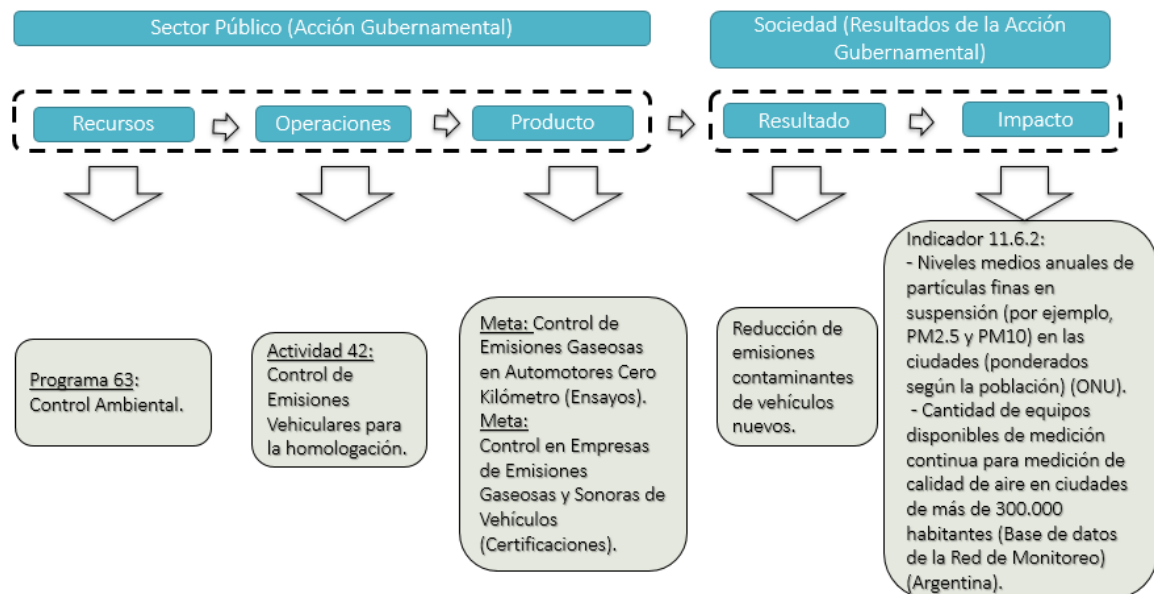 Sector Público (Acción Gubernamental)
Sociedad (Resultados de la Acción
Gubernamental)
Recursos
Operaciones
Producto
Resultado
Impacto
Programa 63:
Control Ambiental.
Actividad 42:
Control de
Emisiones
Vehiculares para
la homologación.
Meta: Control de
Emisiones Gaseosas
en Automotores Cero
Kilómetro (Ensayos).
Meta:
Control en Empresas
de Emisiones
Gaseosas y Sonoras de
Vehículos
(Certificaciones).
Reducción de
emisiones
contaminantes
de vehículos
nuevos.
Indicador 11.6.2:
- Niveles medios anuales de
partículas finas en
suspensión (por ejemplo,
PM2.5 y PM10) en las
ciudades (ponderados
según la población) (ONU).
- Cantidad de equipos
disponibles de medición
continua para medición de
calidad de aire en ciudades
de más de 300.000
habitantes (Base de datos
de la Red de Monitoreo)
(Argentina).